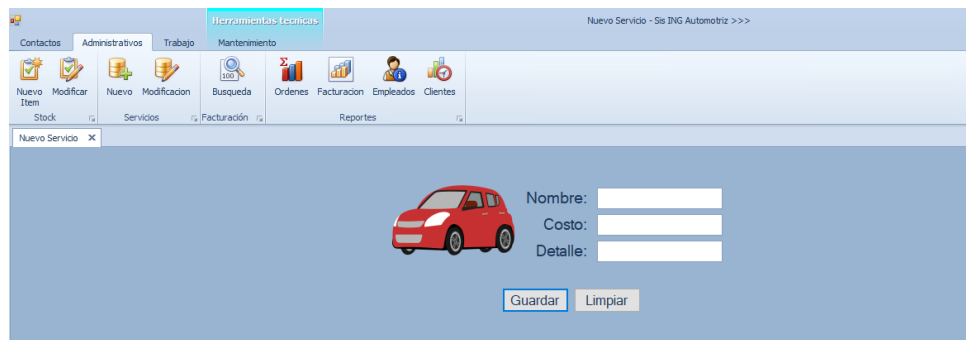 Herramientas tecnicas
Nuevo Servicio - Sis ING Automotriz >>>
Contactos Administrativos Trabajo Mantenimiento
100 Σ
Nuevo Item Modificar Nuevo Modificacion Busqueda Ordenes Facturacion Empleados Clientes
Stock Servicios Facturación Reportes
Nuevo Servicio X
Nombre:
Costo:
Detalle:
Guardar Limpiar